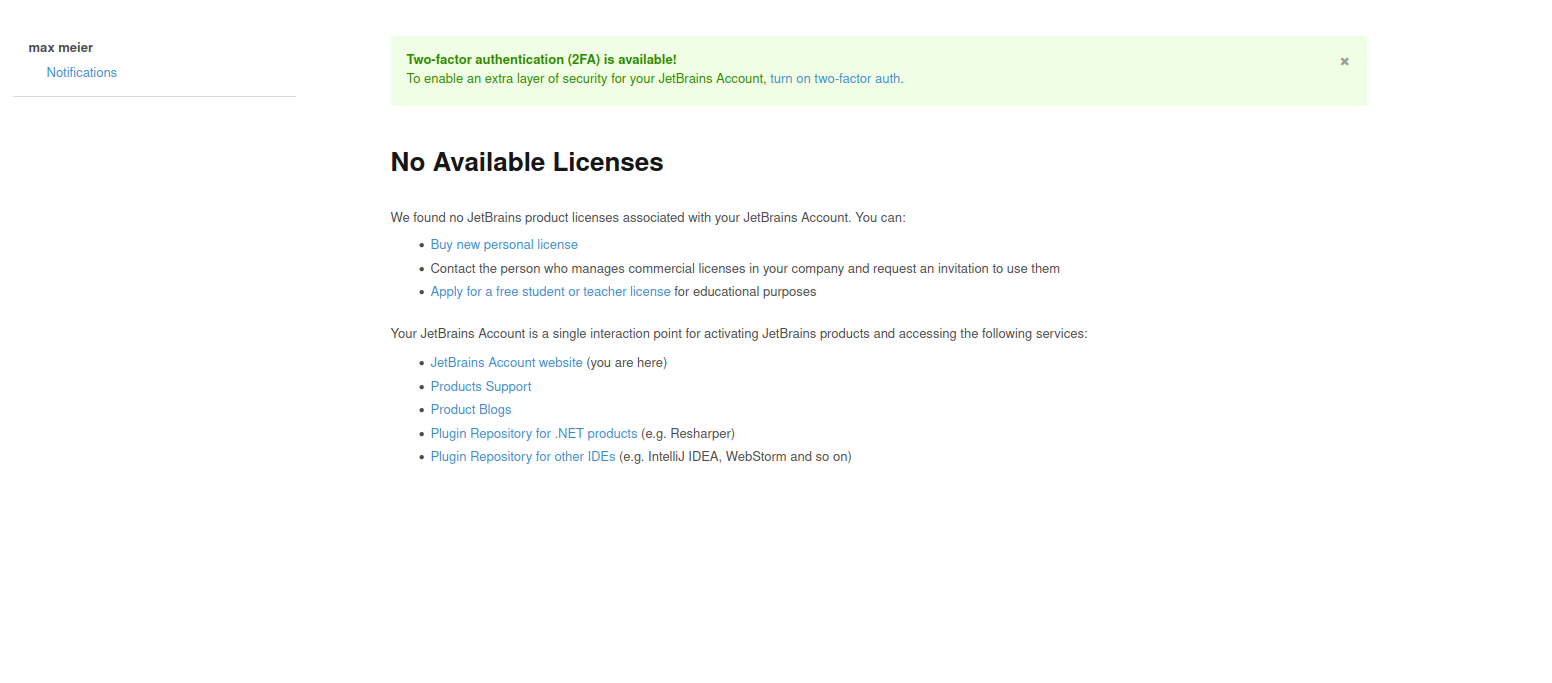 max meier
Notifications
Two-factor authentication (2FA) is available!
To enable an extra layer of security for your JetBrains Account, turn on two-factor auth.
×
No Available Licenses
We found no JetBrains product licenses associated with your JetBrains Account. You can:
• Buy new personal license
• Contact the person who manages commercial licenses in your company and request an invitation to use them
• Apply for a free student or teacher license for educational purposes
Your JetBrains Account is a single interaction point for activating JetBrains products and accessing the following services:
• JetBrains Account website (you are here)
• Products Support
• Product Blogs
• Plugin Repository for .NET products (e.g. Resharper)
• Plugin Repository for other IDEs (e.g. IntelliJ IDEA, WebStorm and so on)